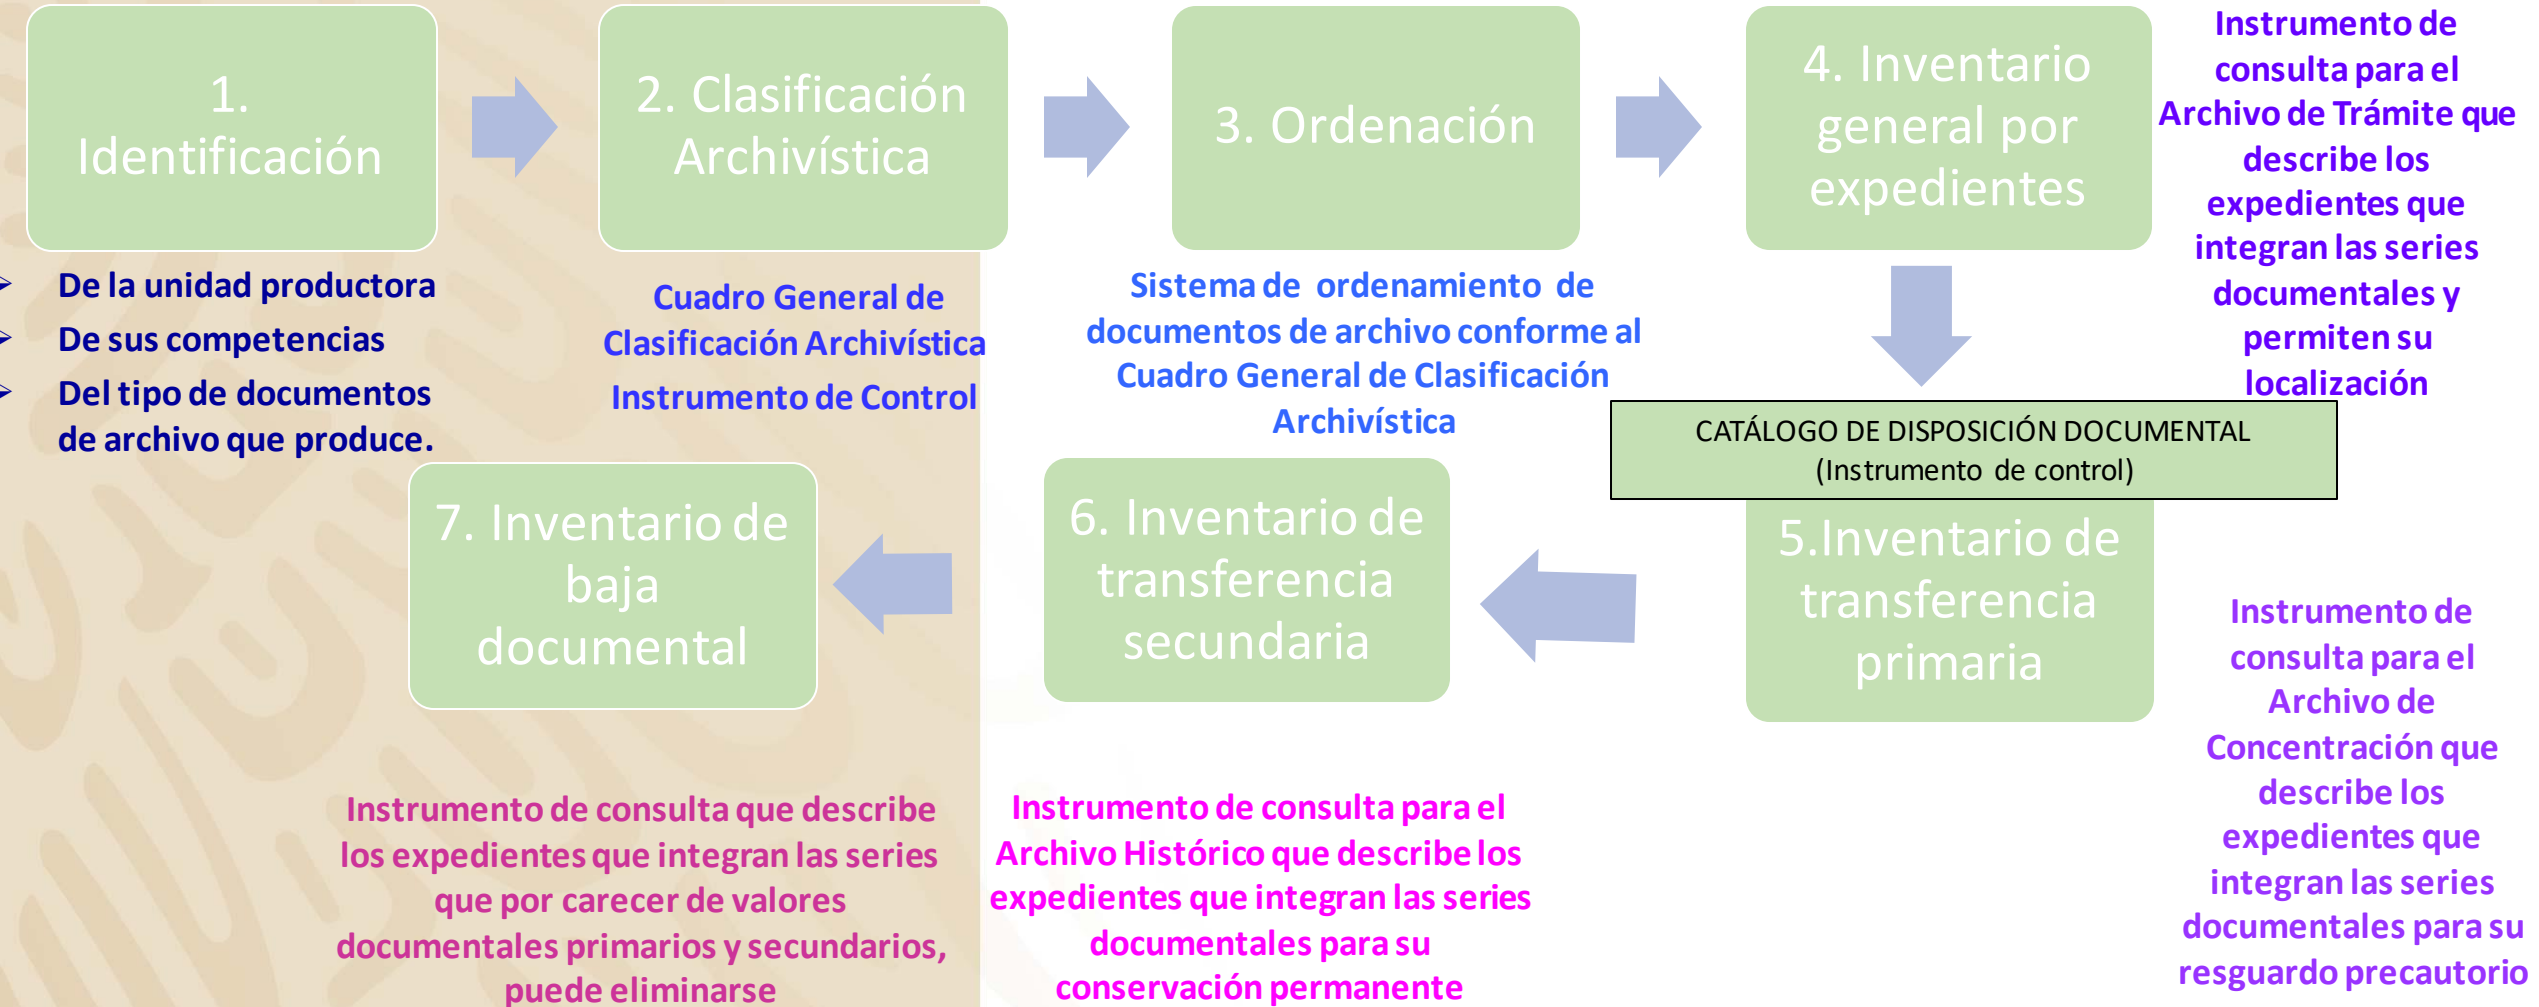 1.
Identificación
➢ De la unidad productora
➢ De sus competencias
➢ Del tipo de documentos
de archivo que produce.
2. Clasificación
Archivística
Cuadro General de
Clasificación Archivística
Instrumento de Control
3. Ordenación
Sistema de ordenamiento de
documentos de archivo conforme al
Cuadro General de Clasificación
Archivística
4. Inventario
general por
expedientes
Instrumento de
consulta para el
Archivo de Trámite que
describe los
expedientes que
integran las series
documentales y
permiten su
localización
CATÁLOGO DE DISPOSICIÓN DOCUMENTAL
(Instrumento de control)
5.Inventario de
transferencia
primaria
Instrumento de
consulta para el
Archivo de
Concentración que
describe los
expedientes que
integran las series
documentales para su
resguardo precautorio
6. Inventario de
transferencia
secundaria
Instrumento de consulta para el
Archivo Histórico que describe los
expedientes que integran las series
documentales para su
conservación permanente
7. Inventario de
baja
documental
Instrumento de consulta que describe
los expedientes que integran las series
que por carecer de valores
documentales primarios y secundarios,
puede eliminarse